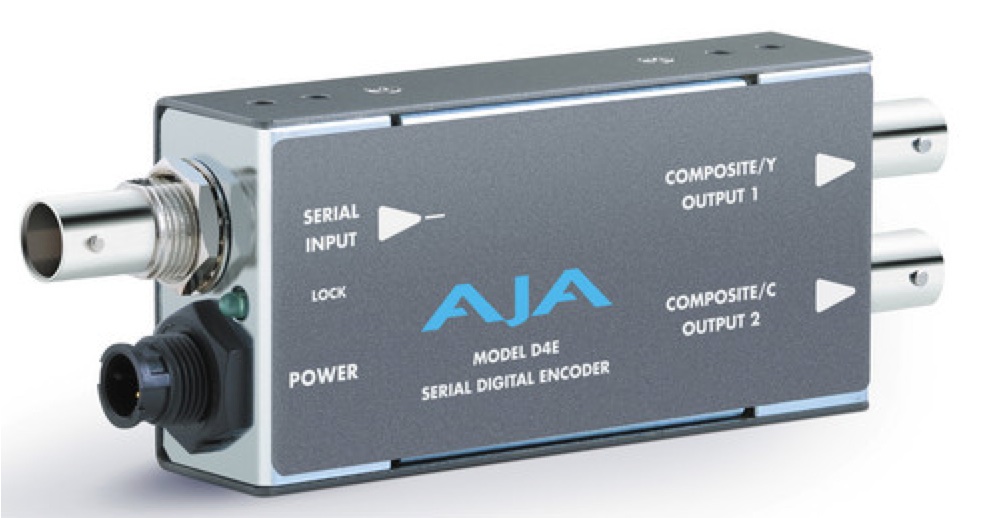 SERIAL
INPUT
LOCK
POWER
AJA
MODEL D4E
SERIAL DIGITAL ENCODER
COMPOSITE/Y
OUTPUT 1
COMPOSITE/C
OUTPUT 2